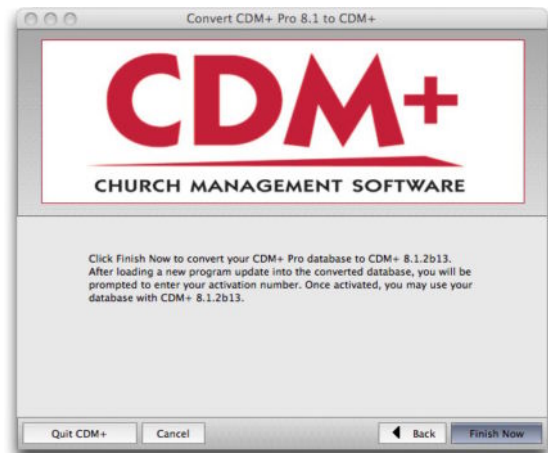 Convert CDM+ Pro 8.1 to CDM+
CDM+
CHURCH MANAGEMENT SOFTWARE
Click Finish Now to convert your CDM+ Pro database to CDM+ 8.1.2b13.
After loading a new program update into the converted database, you will be
prompted to enter your activation number. Once activated, you may use your
database with CDM+ 8.1.2b13.
Quit CDM+ Cancel Back Finish Now